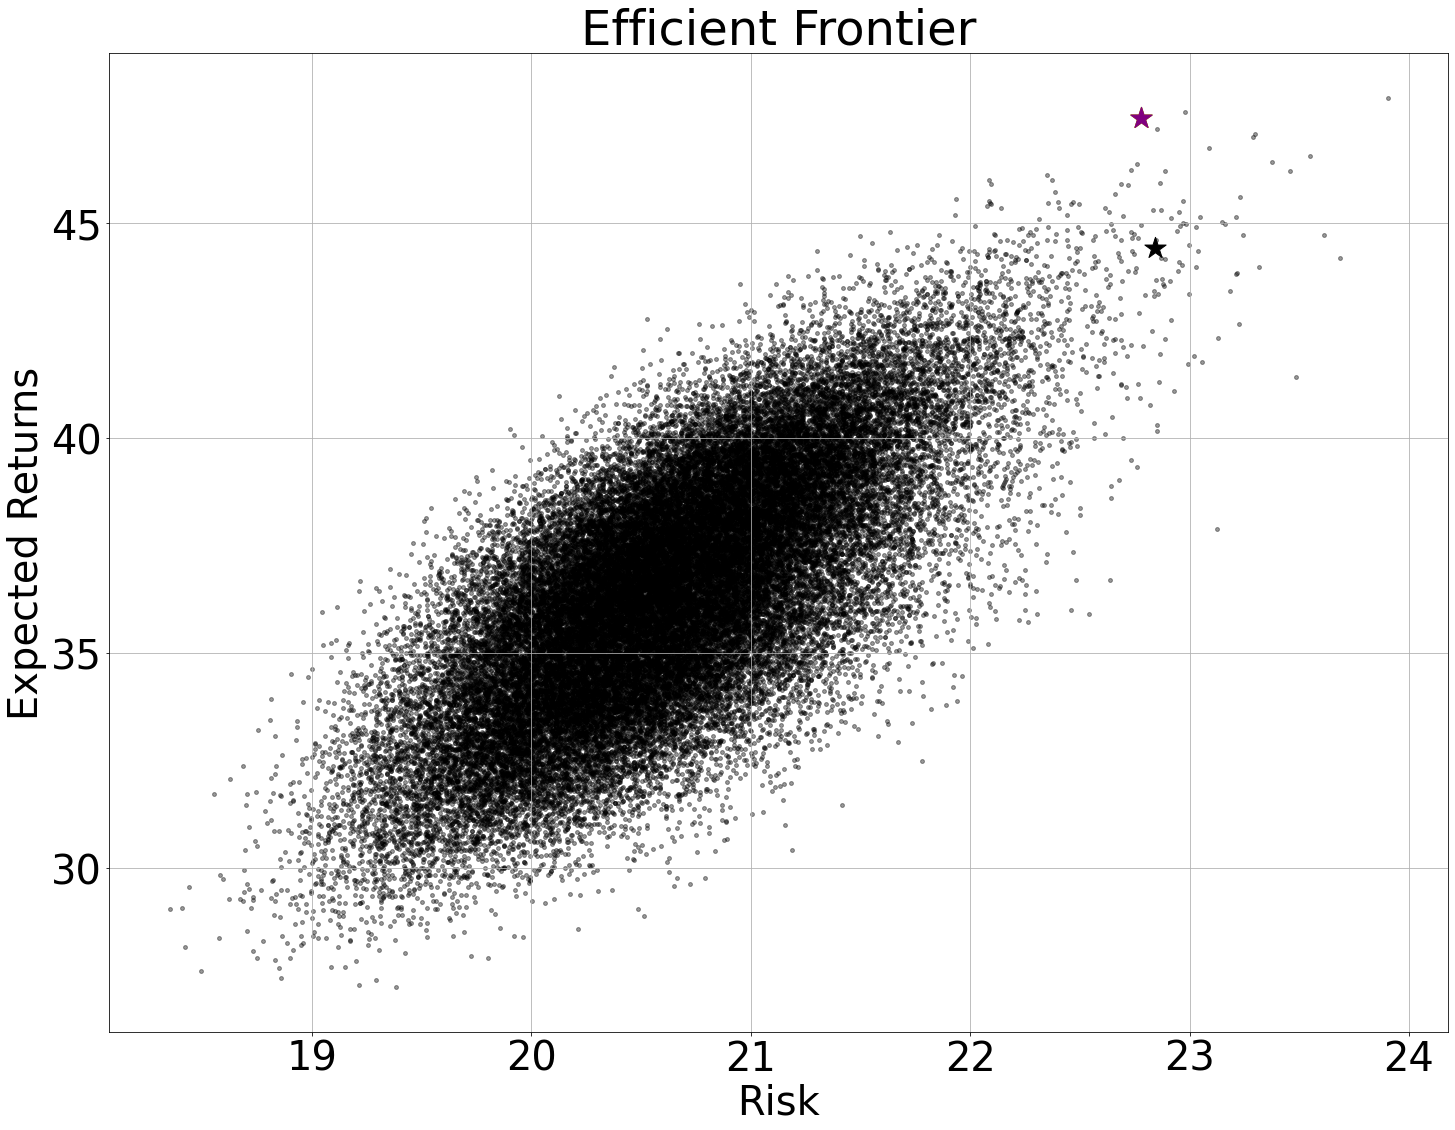 Efficient Frontier
Expected Returns
45
40
35
30
19 20 21 22 23 24
Risk